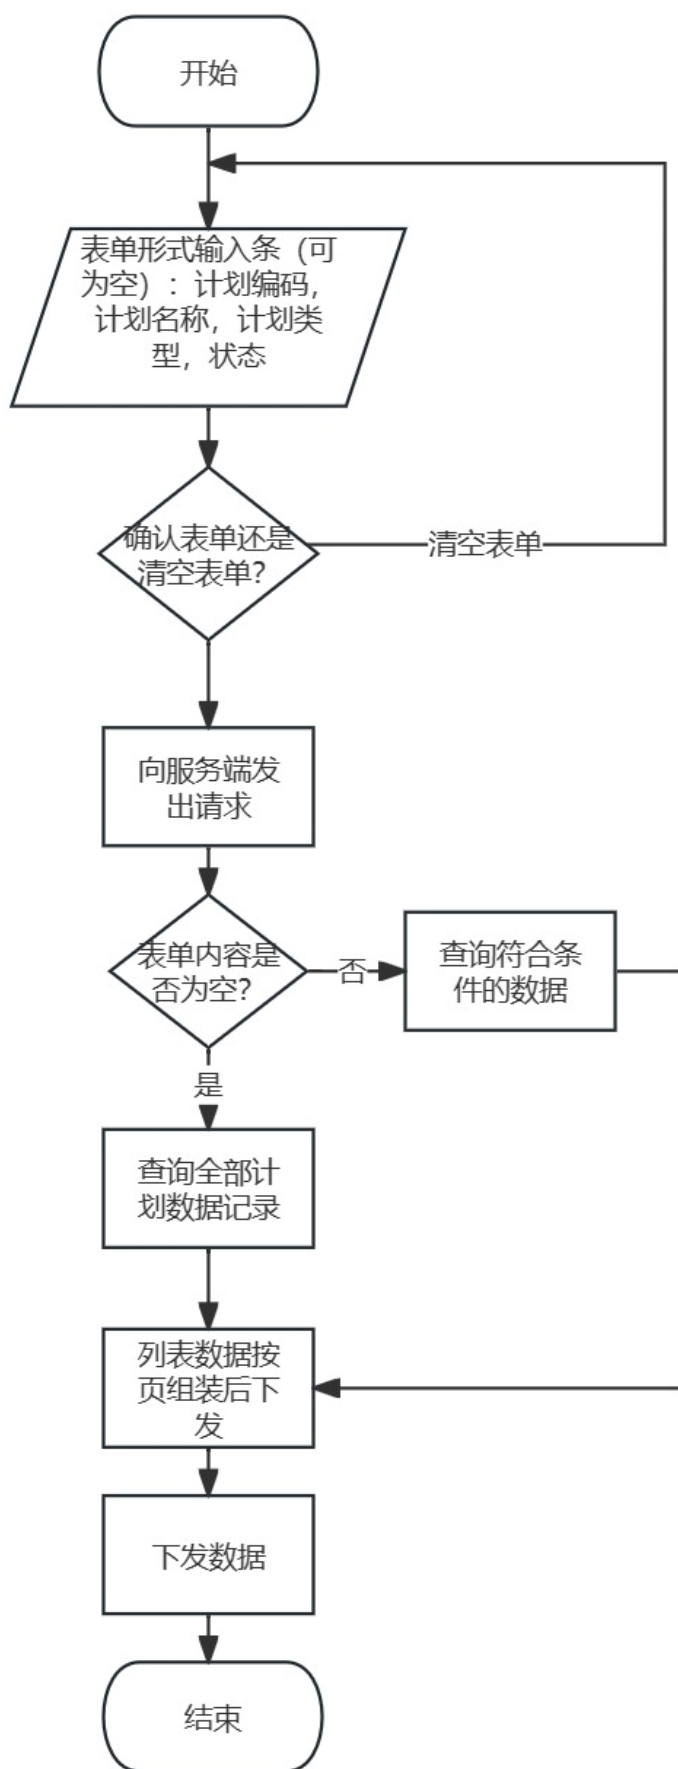 开始
表单形式输入条（可
为空）：计划编码，
计划名称，计划类
型，状态
确认表单还是
清空表单？
清空表单
向服务端发
出请求
表单内容是
否为空？
否
查询符合条
件的数据
是
查询全部计
划数据记录
列表数据按
页组装后下
发
下发数据
结束